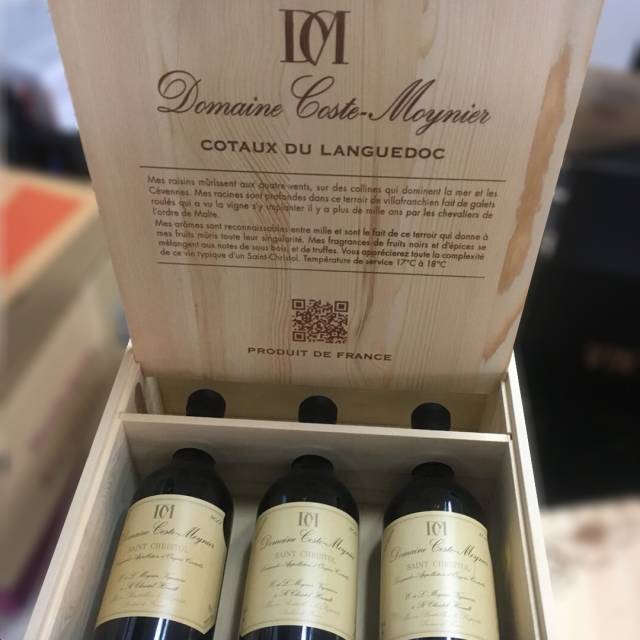 DCM
Domaine Coste-Moynier
COTAUX DU LANGUEDOC
Mes raisins mûrissent aux quatre vents, sur des collines qui dominent la mer et les
Cévennes. Mes racines sont profondes dans ce terroir de villafranchien fait de galets
roulés qui a vu la vigne s'y implanter il y a plus de mille ans par les chevaliers de
l'ordre de Malte.
Mes arômes sont reconnaissables entre mille et sont le fait de ce terroir qui donne à
mes fruits mûrs toute leur singularité. Mes fragrances de fruits noirs et d'épices se
mélangent aux notes de sous bois et de truffes. Vous apprécierez toute la complexité
de ce vin typique d'un Saint-Christol. Température de service 17°C à 18°C
PRODUIT DE FRANCE
DCM
Domaine Coste-Moynier
SAINT CHRISTOL
DCM
Domaine Coste-Moynier
SAINT CHRISTOL
DCM
Domaine Coste-Moynier
SAINT CHRISTOL